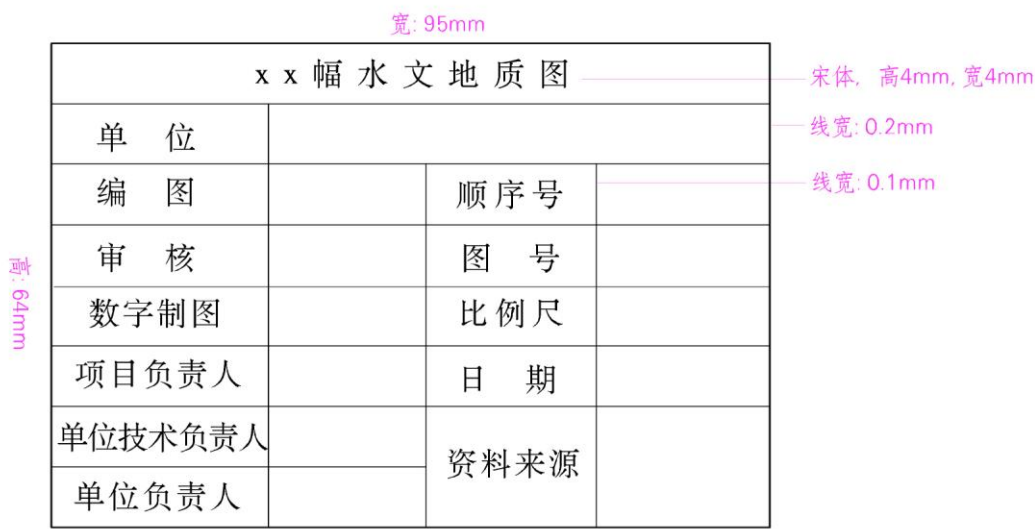 宽: 95mm
xx幅水文地质图
宋体, 高4mm, 宽4mm
单 位
线宽: 0.2mm
编 图 顺序号
线宽: 0.1mm
审 核 图 号
高: 64mm
数字制图 比例尺
项目负责人 日 期
单位技术负责人
资料来源
单位负责人